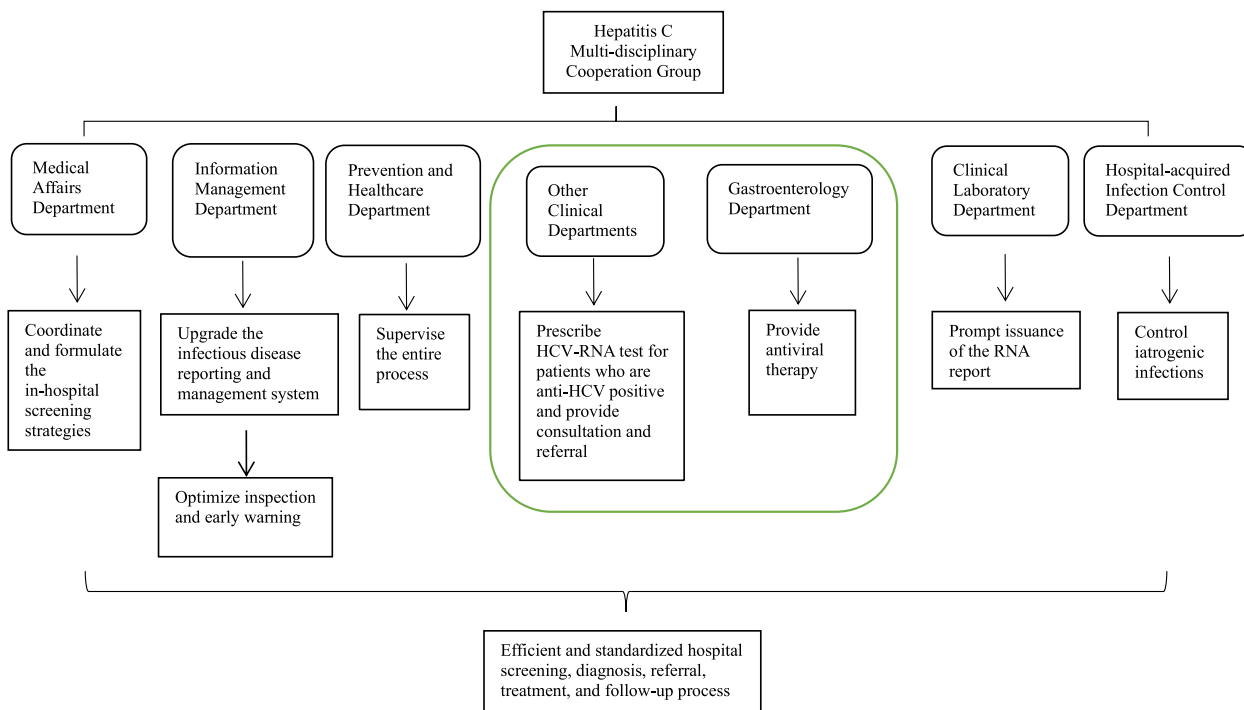 Hepatitis C
Multi-disciplinary
Cooperation Group
Medical
Affairs
Department
Information
Management
Department
Prevention and
Healthcare
Department
Other
Clinical
Departments
Gastroenterology
Department
Clinical
Laboratory
Department
Hospital-acquired
Infection Control
Department
Coordinate
and formulate
the
in-hospital
screening
strategies
Upgrade the
infectious disease
reporting and
management system
Supervise
the entire
process
Prescribe
HCV-RNA test for
patients who are
anti-HCV positive
and provide
consultation and
referral
Provide
antiviral
therapy
Prompt issuance
of the RNA
report
Control
iatrogenic
infections
Optimize inspection
and early warning
Efficient and standardized hospital
screening, diagnosis, referral,
treatment, and follow-up process